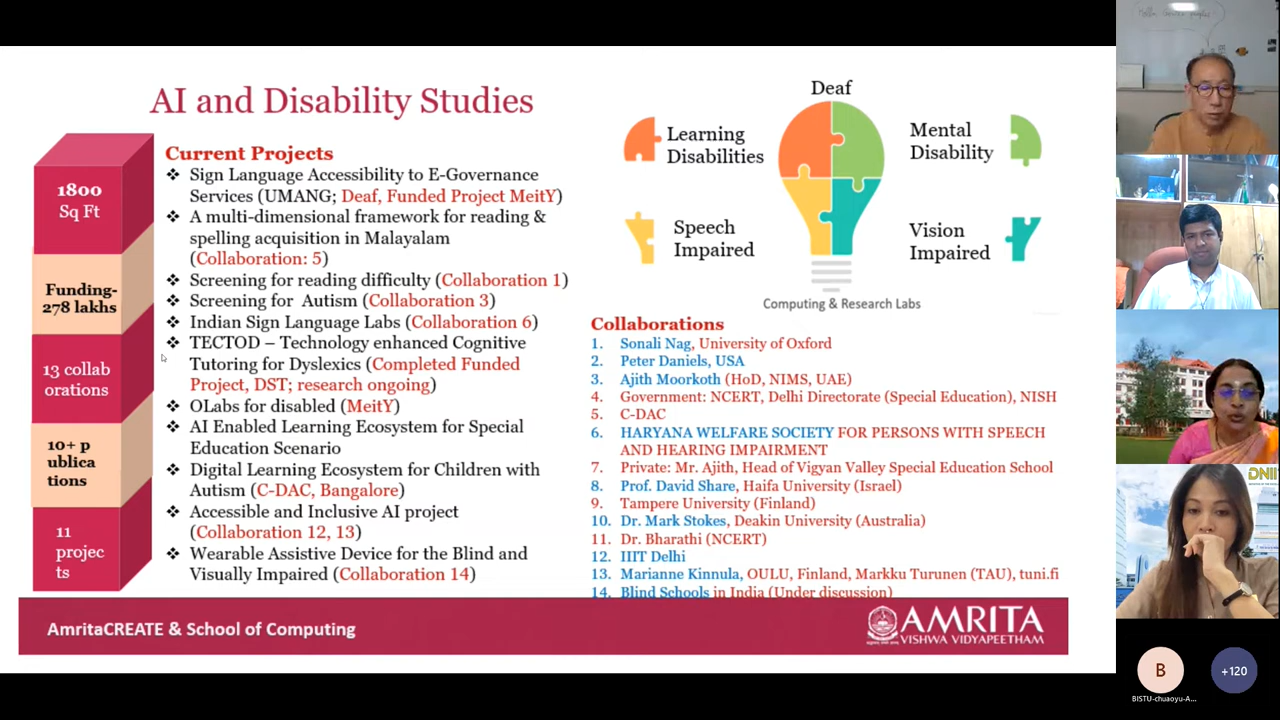 AI and Disability Studies
1800
Sq Ft
Funding-
278 lakhs
13 collab
orations
10+ p
ublica
tions
11
projec
ts
Current Projects
❖ Sign Language Accessibility to E-Governance
Services (UMANG; Deaf, Funded Project MeitY)
❖ A multi-dimensional framework for reading &
spelling acquisition in Malayalam
(Collaboration: 5)
❖ Screening for reading difficulty (Collaboration 1)
❖ Screening for Autism (Collaboration 3)
❖ Indian Sign Language Labs (Collaboration 6)
❖ TECTOD – Technology enhanced Cognitive
Tutoring for Dyslexics (Completed Funded
Project, DST; research ongoing)
❖ OLabs for disabled (MeitY)
❖ AI Enabled Learning Ecosystem for Special
Education Scenario
❖ Digital Learning Ecosystem for Children with
Autism (C-DAC, Bangalore)
❖ Accessible and Inclusive AI project
(Collaboration 12, 13)
❖ Wearable Assistive Device for the Blind and
Visually Impaired (Collaboration 14)
Deaf
Learning
Disabilities
Mental
Disability
Speech
Impaired
Vision
Impaired
Computing & Research Labs
Collaborations
1. Sonali Nag, University of Oxford
2. Peter Daniels, USA
3. Ajith Moorkoth (HoD, NIMS, UAE)
4. Government: NCERT, Delhi Directorate (Special Education), NISH
5. C-DAC
6. HARYANA WELFARE SOCIETY FOR PERSONS WITH SPEECH
AND HEARING IMPAIRMENT
7. Private: Mr. Ajith, Head of Vigyan Valley Special Education School
8. Prof. David Share, Haifa University (Israel)
9. Tampere University (Finland)
10. Dr. Mark Stokes, Deakin University (Australia)
11. Dr. Bharathi (NCERT)
12. IIIT Delhi
13. Marianne Kinnula, OULU, Finland, Markku Turunen (TAU), tuni.fi
14. Blind Schools in India (Under discussion)
AmritaCREATE & School of Computing
AMRITA
VISHWA VIDYAPEETHAM
B
+120
BISTU-chuaoyu-A...